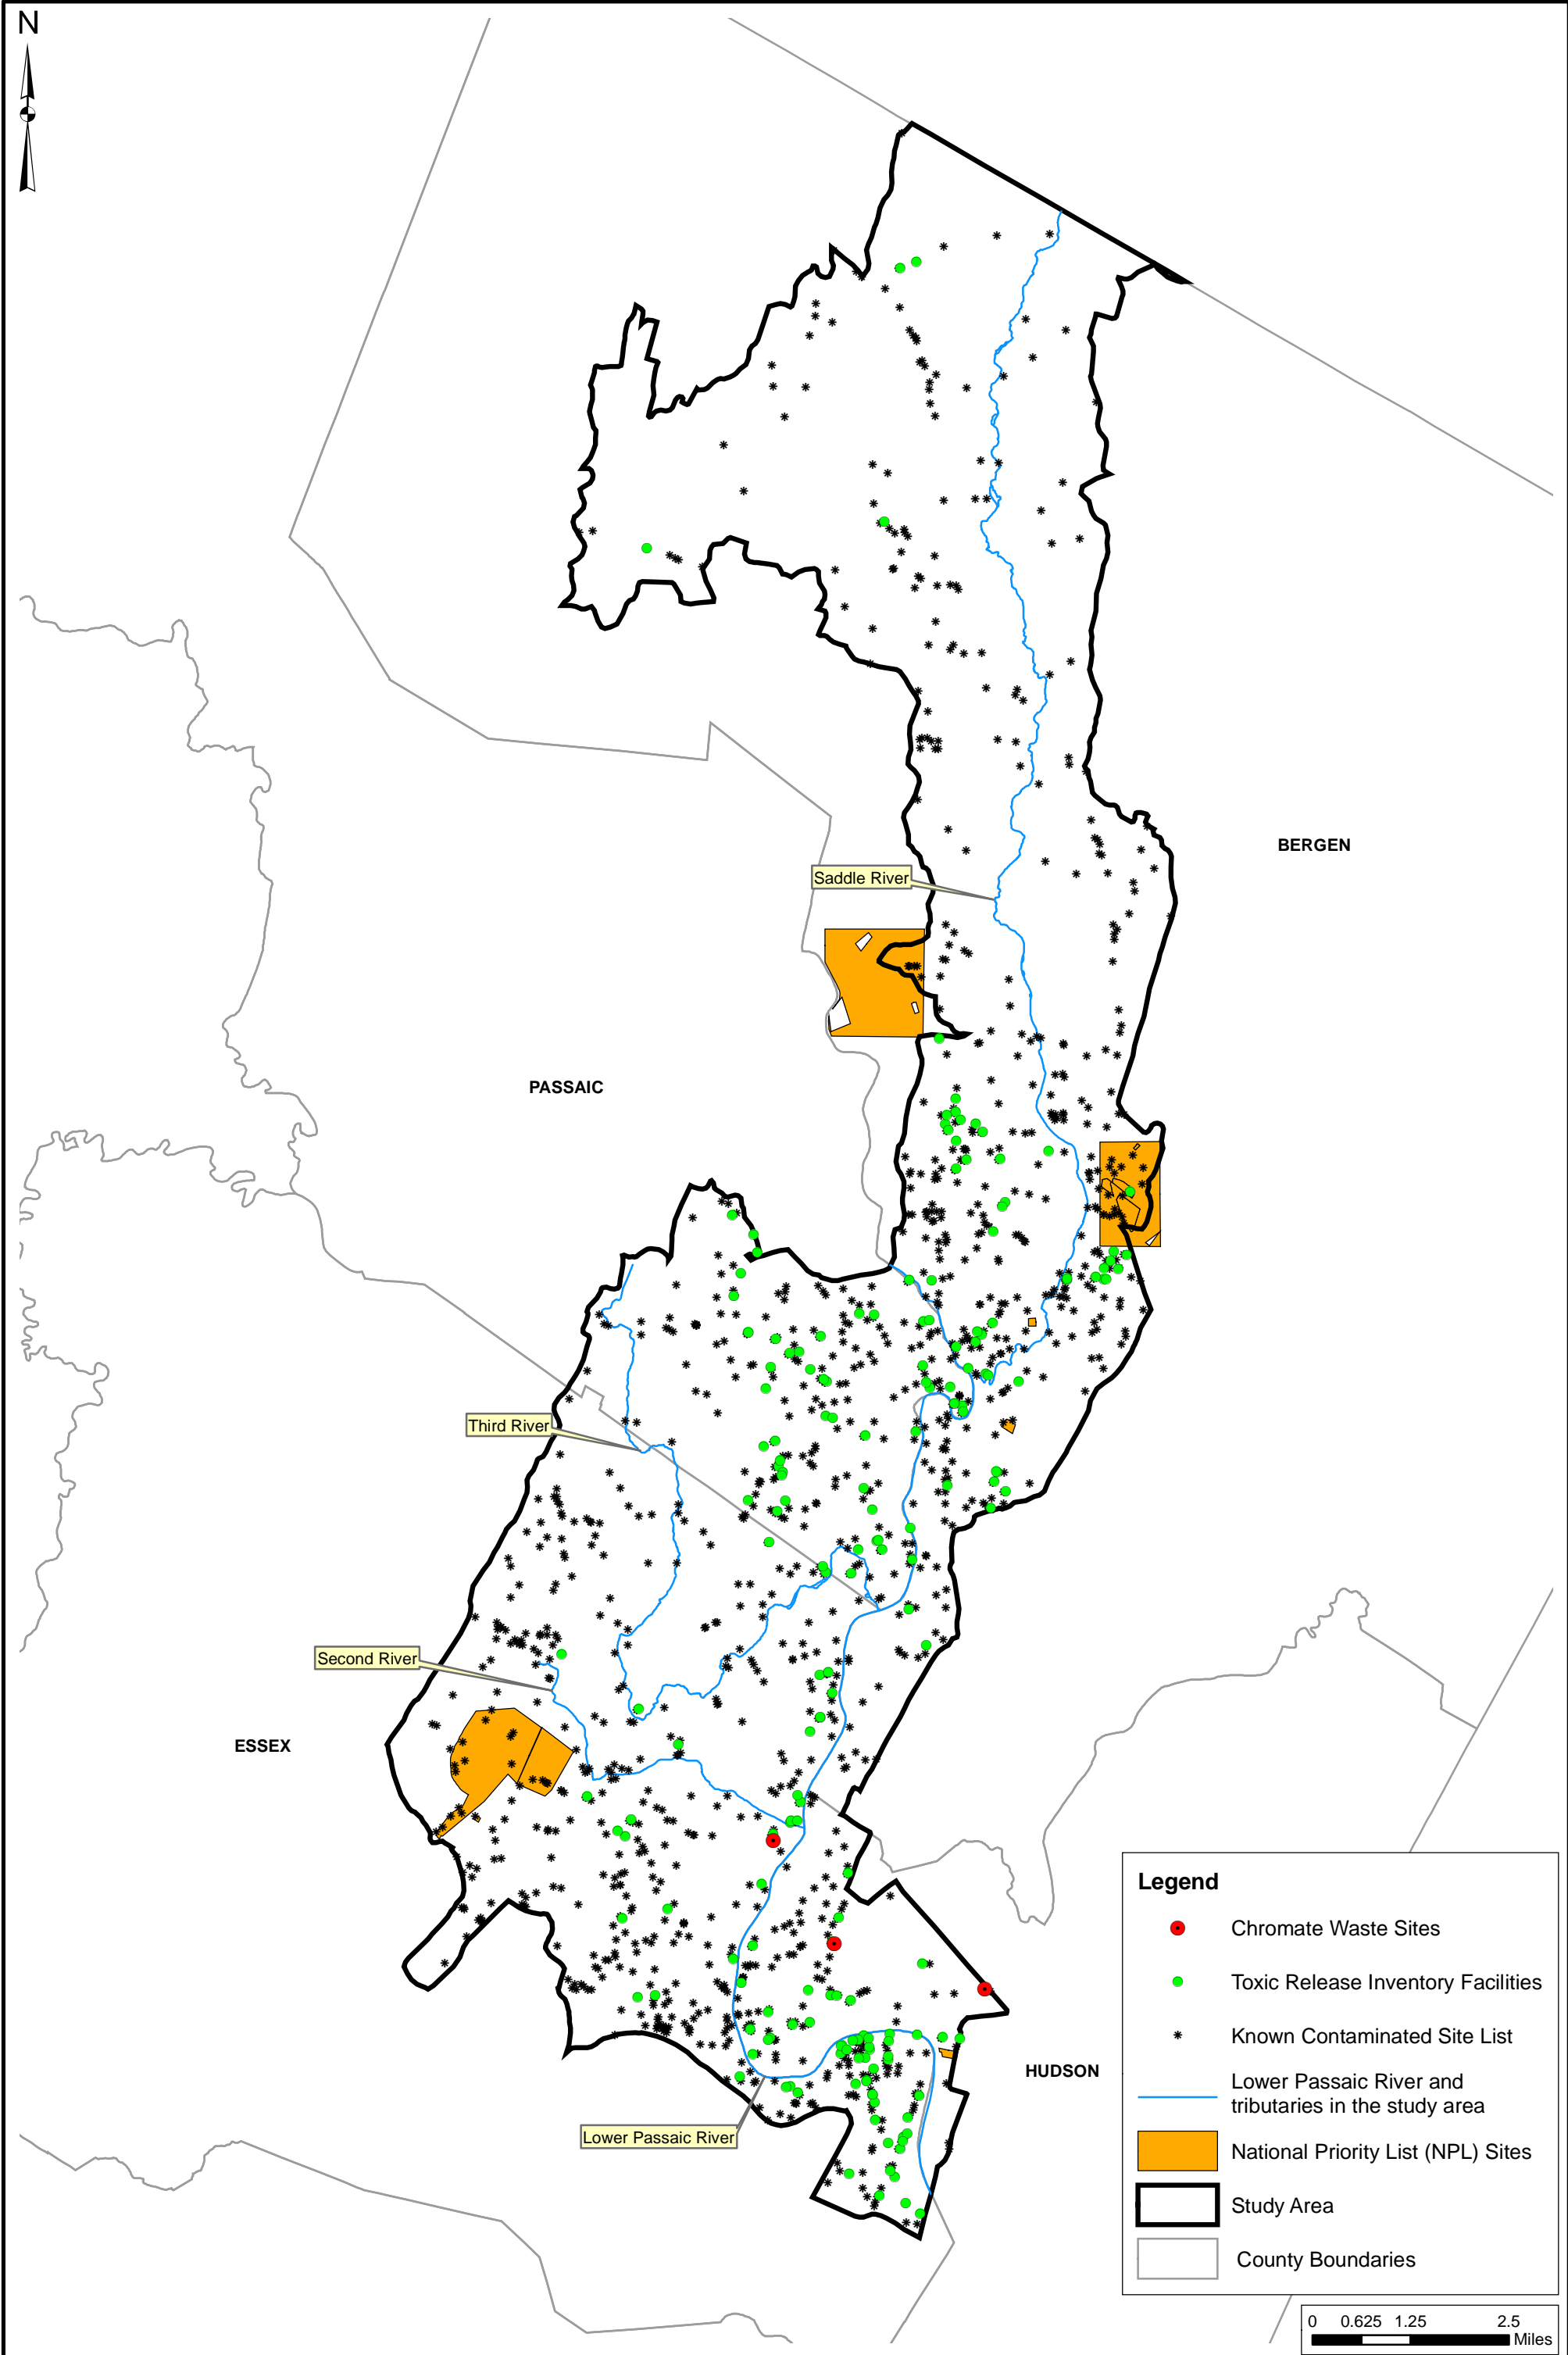 N
BERGEN
Saddle River
PASSAIC
Third River
Second River
ESSEX
HUDSON
Lower Passaic River
Legend
Chromate Waste Sites
Toxic Release Inventory Facilities
Known Contaminated Site List
Lower Passaic River and
tributaries in the study area
National Priority List (NPL) Sites
Study Area
County Boundaries
0 0.625 1.25 2.5
Miles